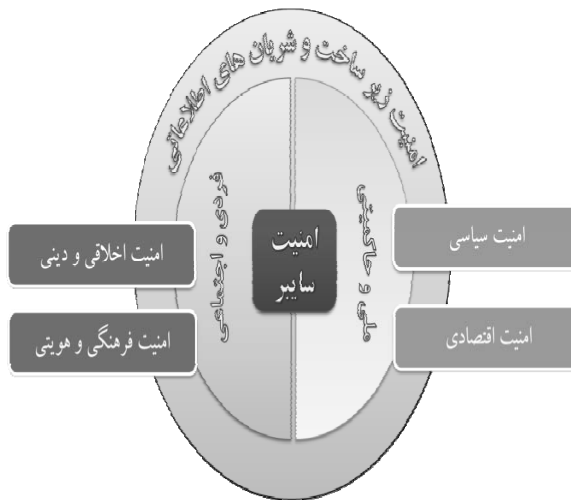 امنیت زیر ساخت و شریان های اطلاعاتی
ملی و حاکمیتی
فردی و اجتماعی
امنیت
سایبر
امنیت سیاسی
امنیت اقتصادی
امنیت اخلاقی و دینی
امنیت فرهنگی و هویتی